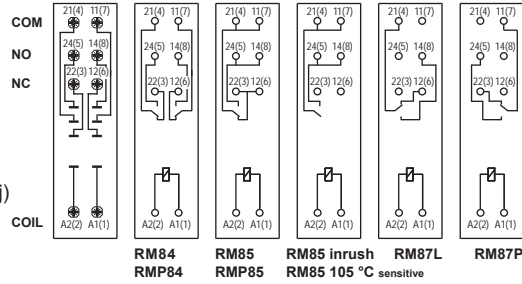 21(4) 11(7) 21(4) 11(7) 21(4) 11(7) 21(4) 11(7) 21(4) 11(7) 21(4) 11(7)
COM
24(5) 14(8) 24(5) 14(8) 24(5) 14(8) 24(5) 14(8) 24(5) 14(8) 24(5) 14(8)
NO
22(3) 12(6) 22(3) 12(6) 22(3) 12(6) 22(3) 12(6) 22(3) 12(6) 22(3) 12(6)
NC
j)
COIL A2(2) A1(1) A2(2) A1(1) A2(2) A1(1) A2(2) A1(1) A2(2) A1(1) A2(2) A1(1)
RM84 RM85 RM85 inrush RM87L RM87P
RMP84 RMP85 RM85 105 °C sensitive